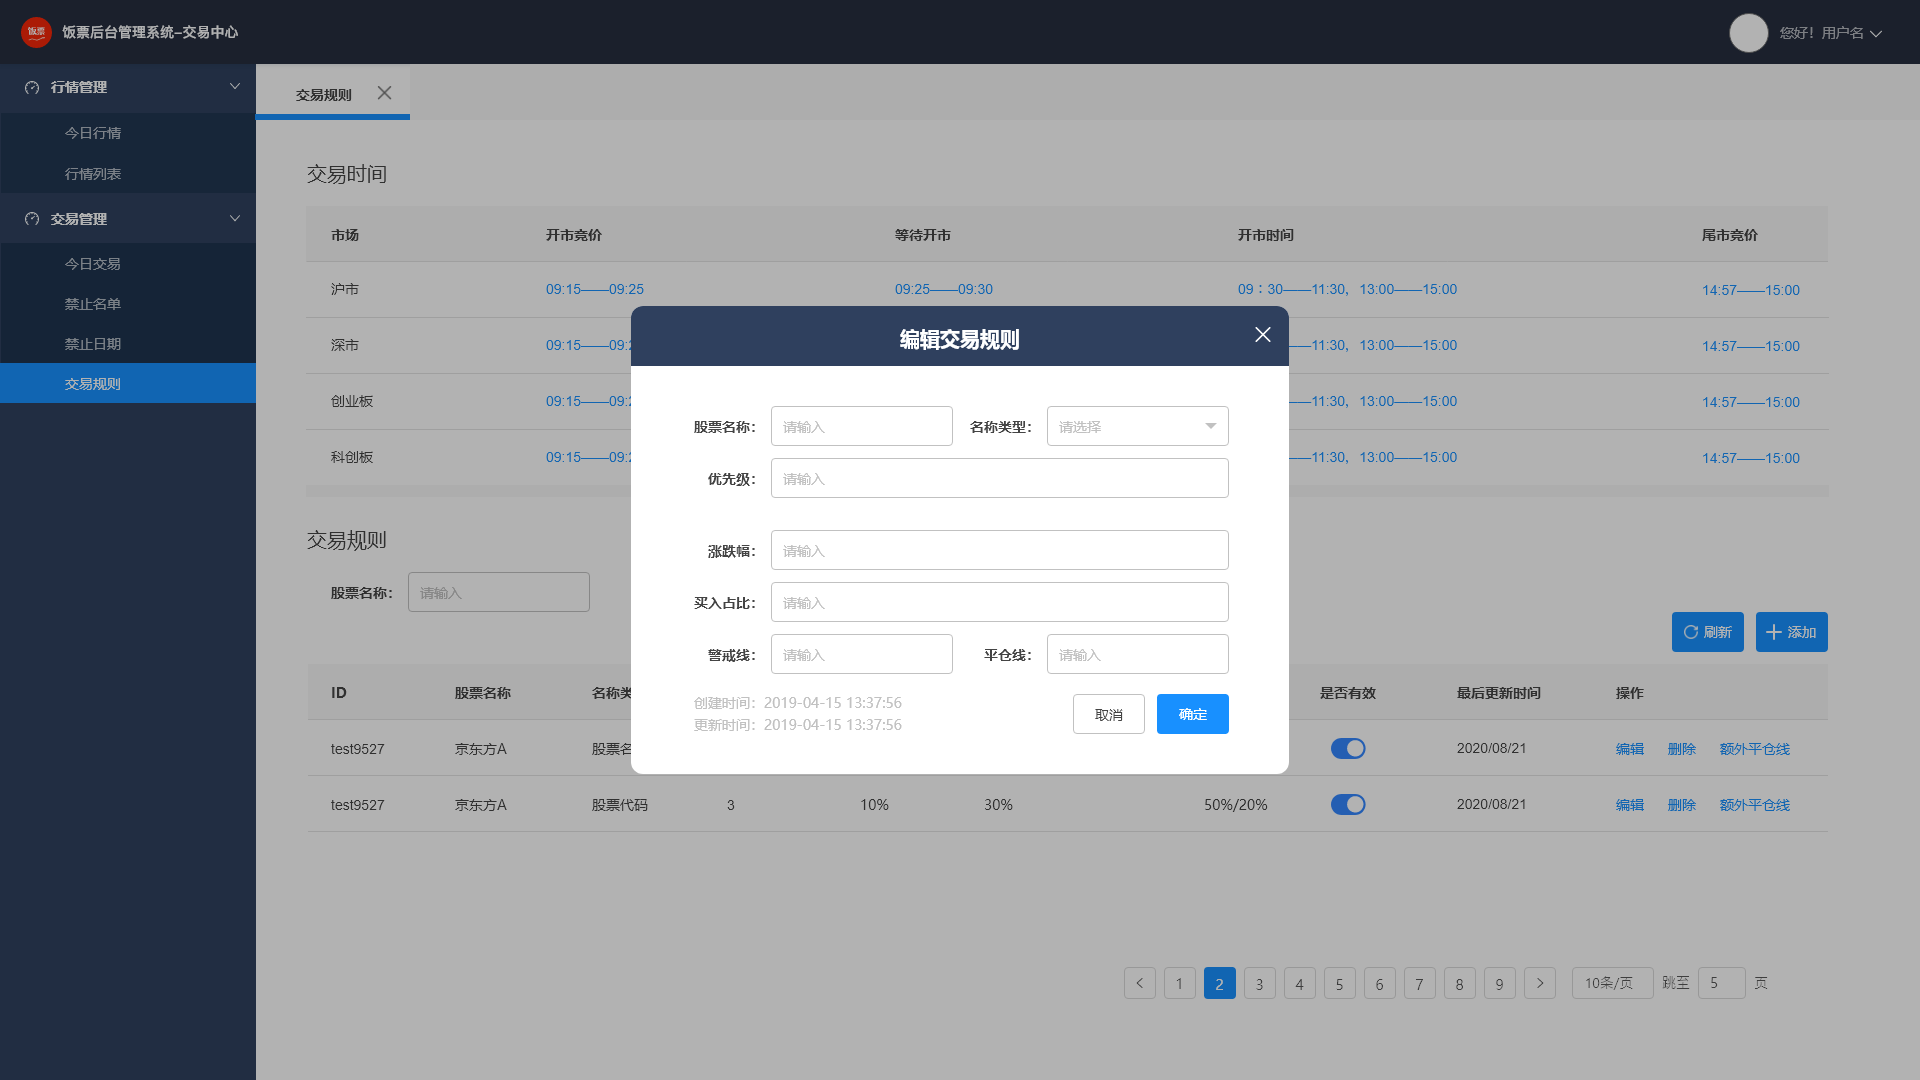 饭票
饭票后台管理系统-交易中心
您好！用户名
行情管理
今日行情
行情列表
交易管理
今日交易
禁止名单
禁止日期
交易规则
交易规则
交易时间
市场 开市竞价 等待开市 开市时间 尾市竞价
沪市 09:15——09:25 09:25——09:30 09：30——11:30，13:00——15:00 14:57——15:00
深市 09:15——09: ——11:30，13:00——15:00 14:57——15:00
创业板 09:15——09: ——11:30，13:00——15:00 14:57——15:00
科创板 09:15——09: ——11:30，13:00——15:00 14:57——15:00
编辑交易规则
股票名称： 请输入 名称类型： 请选择
优先级： 请输入
涨跌幅： 请输入
买入占比： 请输入
警戒线： 请输入 平仓线： 请输入
创建时间：2019-04-15 13:37:56
更新时间：2019-04-15 13:37:56
取消 确定
交易规则
股票名称： 请输入
刷新 添加
ID 股票名称 名称类 是否有效 最后更新时间 操作
test9527 京东方A 股票名 2020/08/21 编辑 删除 额外平仓线
test9527 京东方A 股票代码 3 10% 30% 50%/20% 2020/08/21 编辑 删除 额外平仓线
1 2 3 4 5 6 7 8 9 10条/页 跳至 5 页